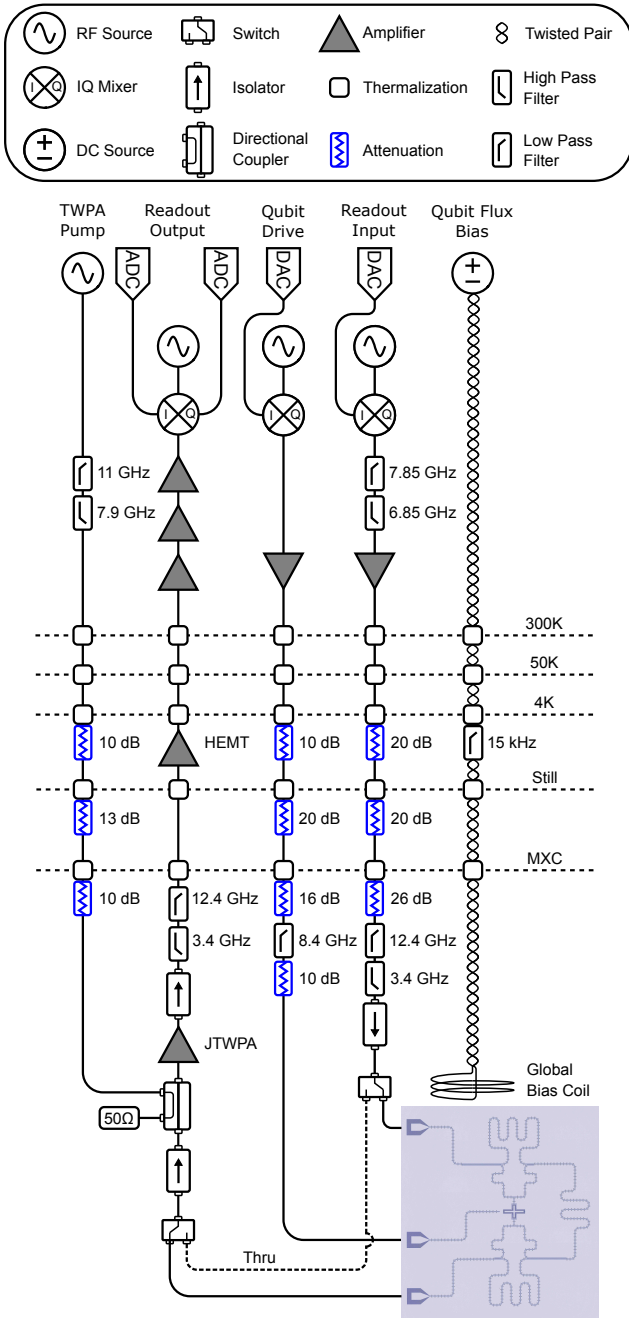 RF Source
Switch
Amplifier
Twisted Pair
I Q
IQ Mixer
Isolator
Thermalization
High Pass
Filter
DC Source
Directional
Coupler
Attenuation
Low Pass
Filter
TWPA
Pump
Readout
Output
Qubit
Drive
Readout
Input
Qubit Flux
Bias
ADC
ADC
DAC
DAC
I Q
I Q
I Q
11 GHz
7.9 GHz
7.85 GHz
6.85 GHz
300K
50K
4K
10 dB
HEMT
10 dB
20 dB
15 kHz
Still
13 dB
20 dB
20 dB
MXC
10 dB
12.4 GHz
16 dB
26 dB
3.4 GHz
8.4 GHz
12.4 GHz
10 dB
3.4 GHz
JTWPA
Global
Bias Coil
50Ω
Thru